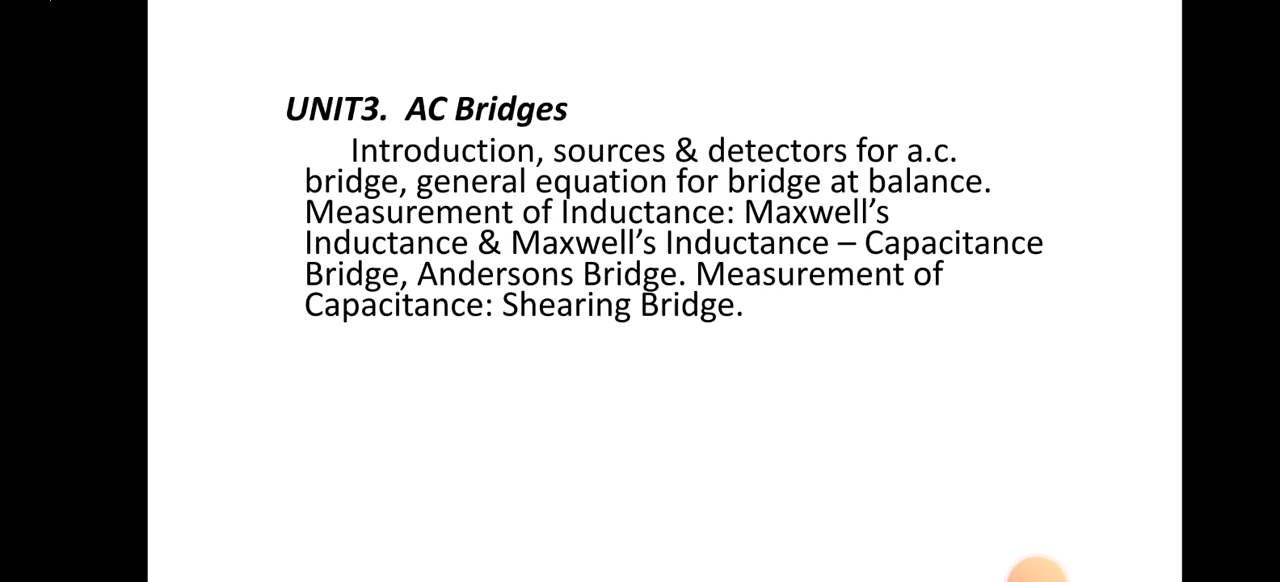 UNIT3. AC Bridges
Introduction, sources & detectors for a.c.
bridge, general equation for bridge at balance.
Measurement of Inductance: Maxwell’s
Inductance & Maxwell’s Inductance – Capacitance
Bridge, Andersons Bridge. Measurement of
Capacitance: Shearing Bridge.